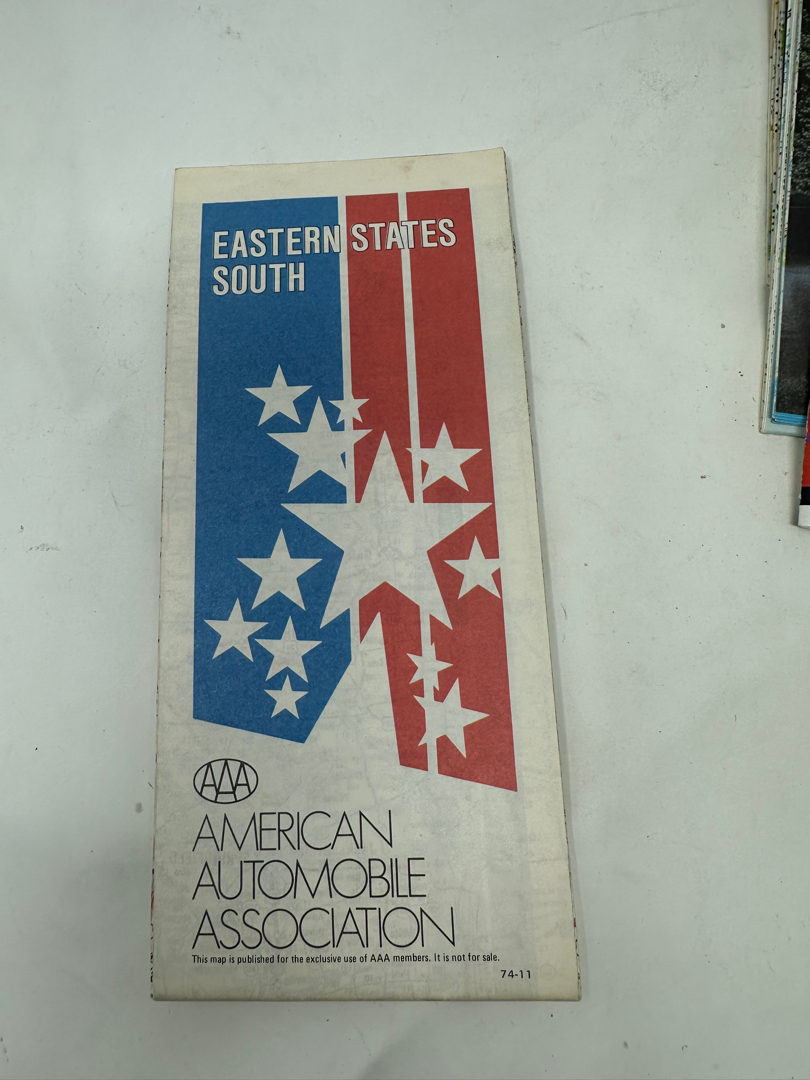 EASTERN STATES
SOUTH
AAA
AMERICAN
AUTOMOBILE
ASSOCIATION
This map is published for the exclusive use of AAA members. It is not for sale.
74-11